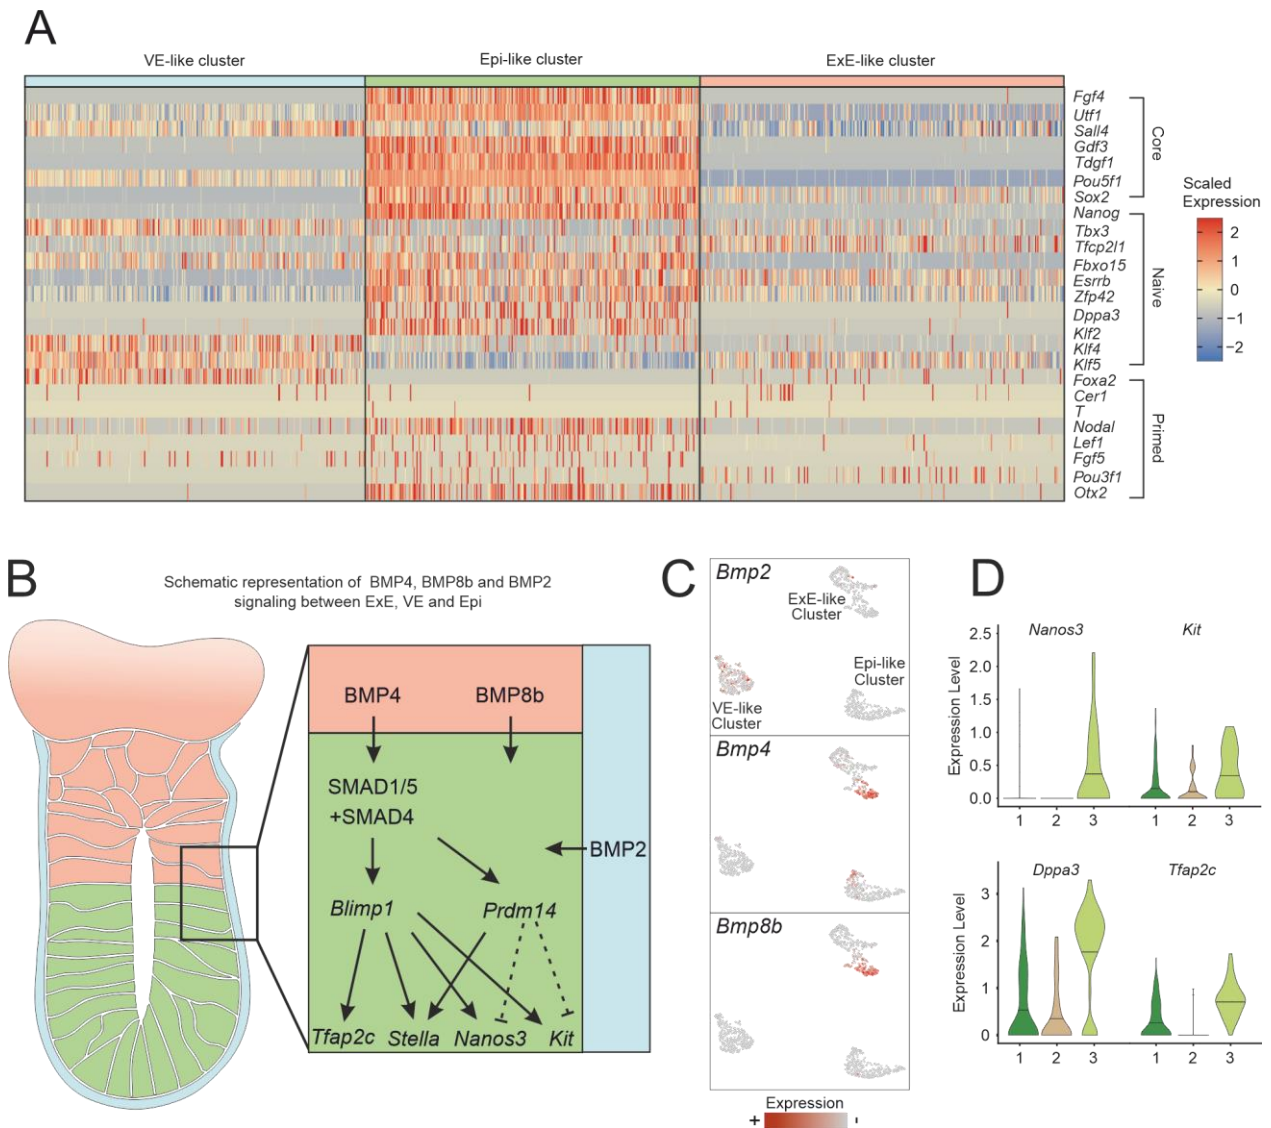 A
VE-like cluster
Epi-like cluster
ExE-like cluster
Fgf4
Utf1
Sall4
Gdf3
Tdgf1
Pou5f1
Sox2
Nanog
Tbx3
Tfcp2l1
Fbxo15
Esrrb
Zfp42
Dppa3
Klf2
Klf4
Klf5
Foxa2
Cer1
T
Nodal
Lef1
Fgf5
Pou3f1
Otx2
Core
Naive
Primed
Scaled
Expression
2
1
0
−1
−2
B
Schematic representation of BMP4, BMP8b and BMP2
signaling between ExE, VE and Epi
BMP4
BMP8b
SMAD1/5
+SMAD4
BMP2
Blimp1
Prdm14
Tfap2c
Stella
Nanos3
Kit
C
Bmp2
ExE-like
Cluster
Epi-like
Cluster
VE-like
Cluster
Bmp4
Bmp8b
Expression
+
-
D
Nanos3
Kit
Expression Level
2.5
2.0
1.5
1.0
0.5
0.0
1 2 3 1 2 3
Dppa3
Tfap2c
Expression Level
3
2
1
0
1 2 3 1 2 3